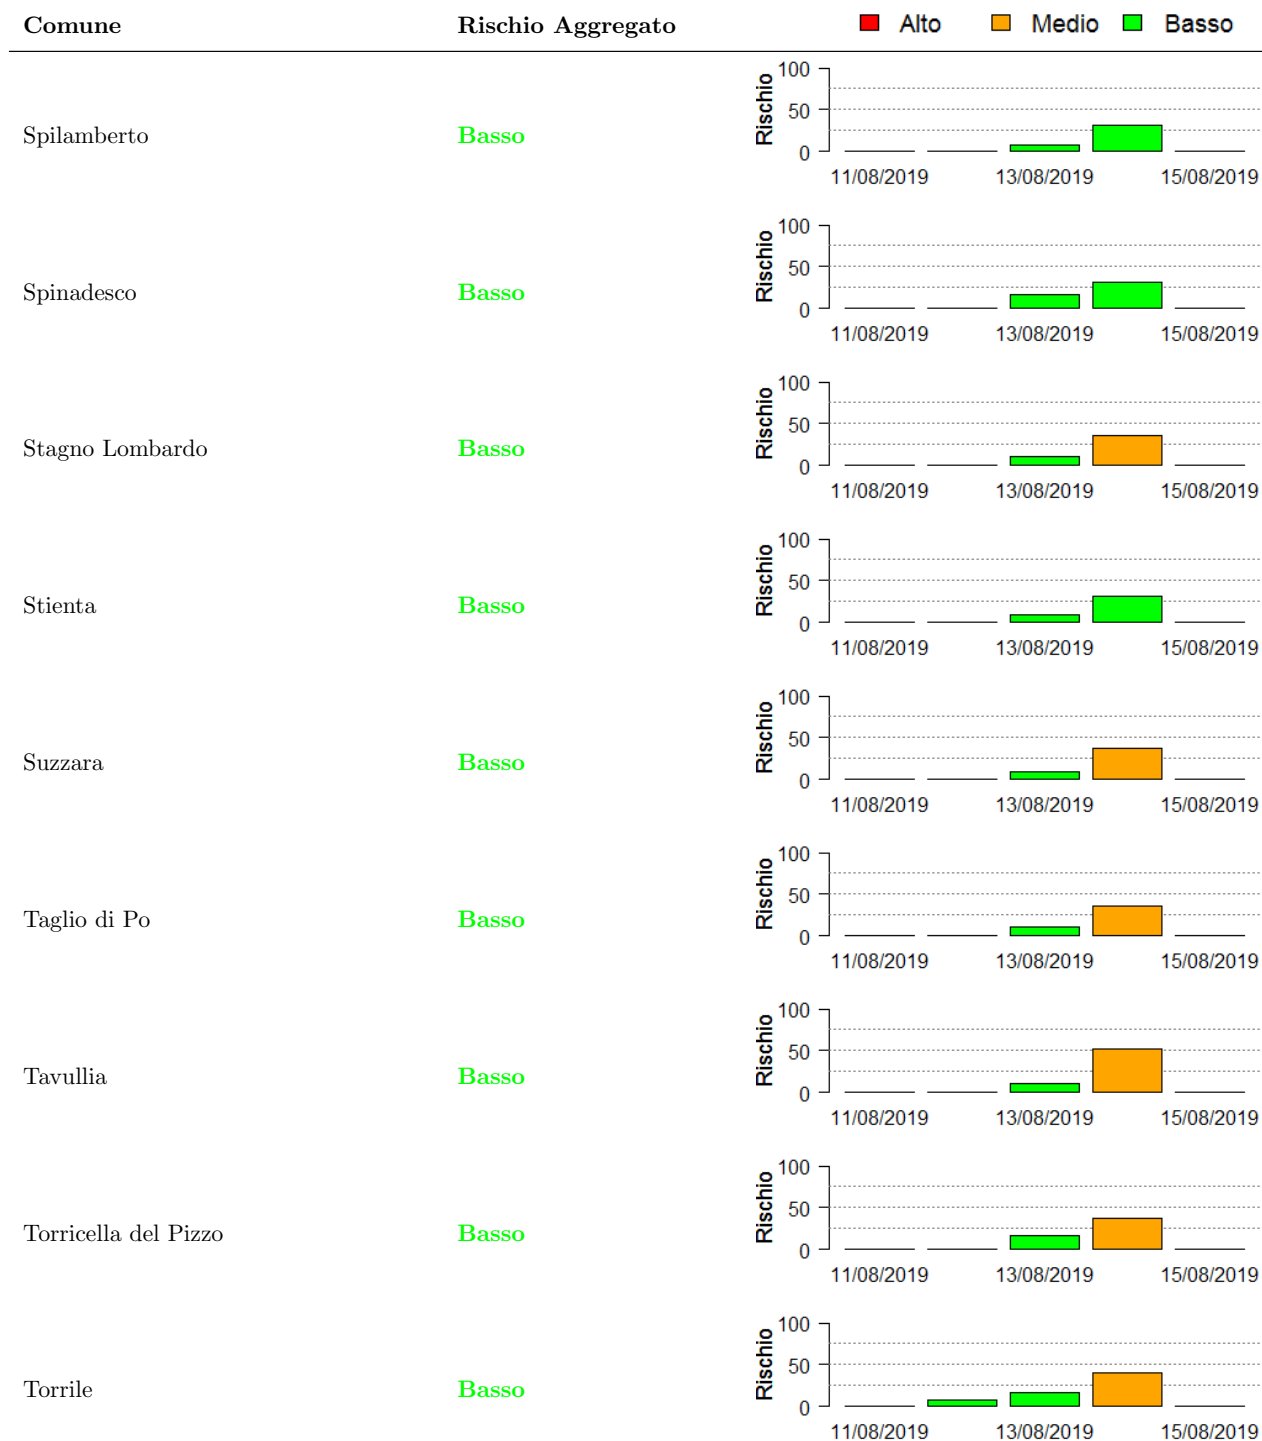 Comune Rischio Aggregato Alto Medio Basso
Spilamberto Basso Rischio 100 50 0
11/08/2019 13/08/2019 15/08/2019
Spinadesco Basso Rischio 100 50 0
11/08/2019 13/08/2019 15/08/2019
Stagno Lombardo Basso Rischio 100 50 0
11/08/2019 13/08/2019 15/08/2019
Stienta Basso Rischio 100 50 0
11/08/2019 13/08/2019 15/08/2019
Suzzara Basso Rischio 100 50 0
11/08/2019 13/08/2019 15/08/2019
Taglio di Po Basso Rischio 100 50 0
11/08/2019 13/08/2019 15/08/2019
Tavullia Basso Rischio 100 50 0
11/08/2019 13/08/2019 15/08/2019
Torricella del Pizzo Basso Rischio 100 50 0
11/08/2019 13/08/2019 15/08/2019
Torrile Basso Rischio 100 50 0
11/08/2019 13/08/2019 15/08/2019